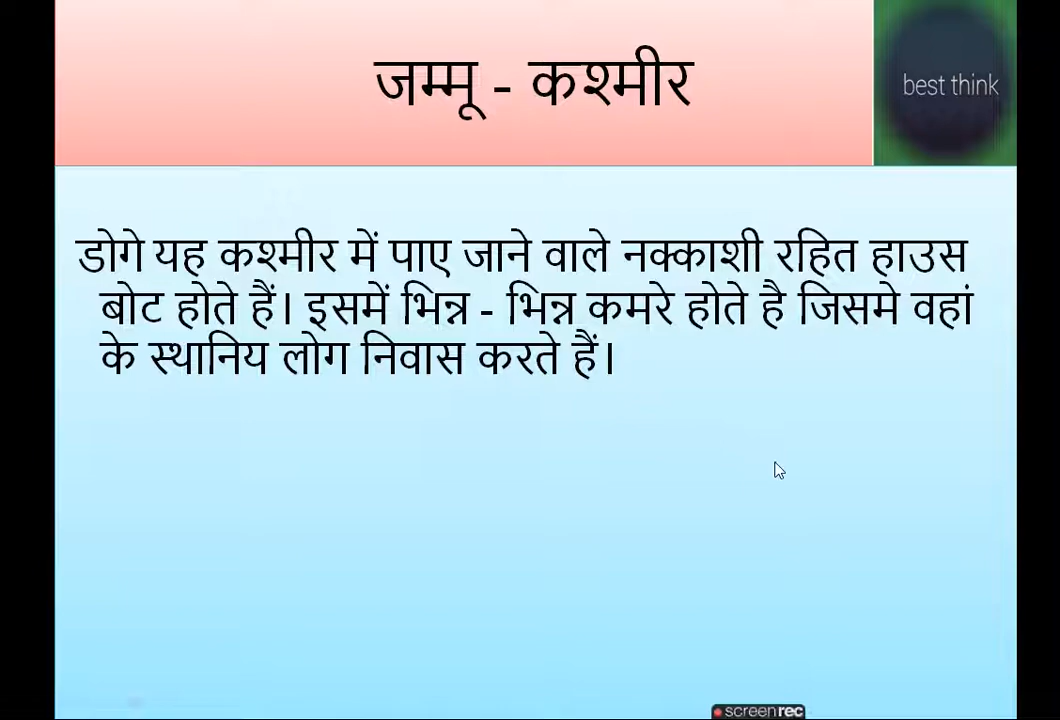 जम्मू - कश्मीर
best think
डोगे यह कश्मीर में पाए जाने वाले नक्काशी रहित हाउस
बोट होते हैं। इसमें भिन्न - भिन्न कमरे होते है जिसमे वहां
के स्थानिय लोग निवास करते हैं।
screenrec